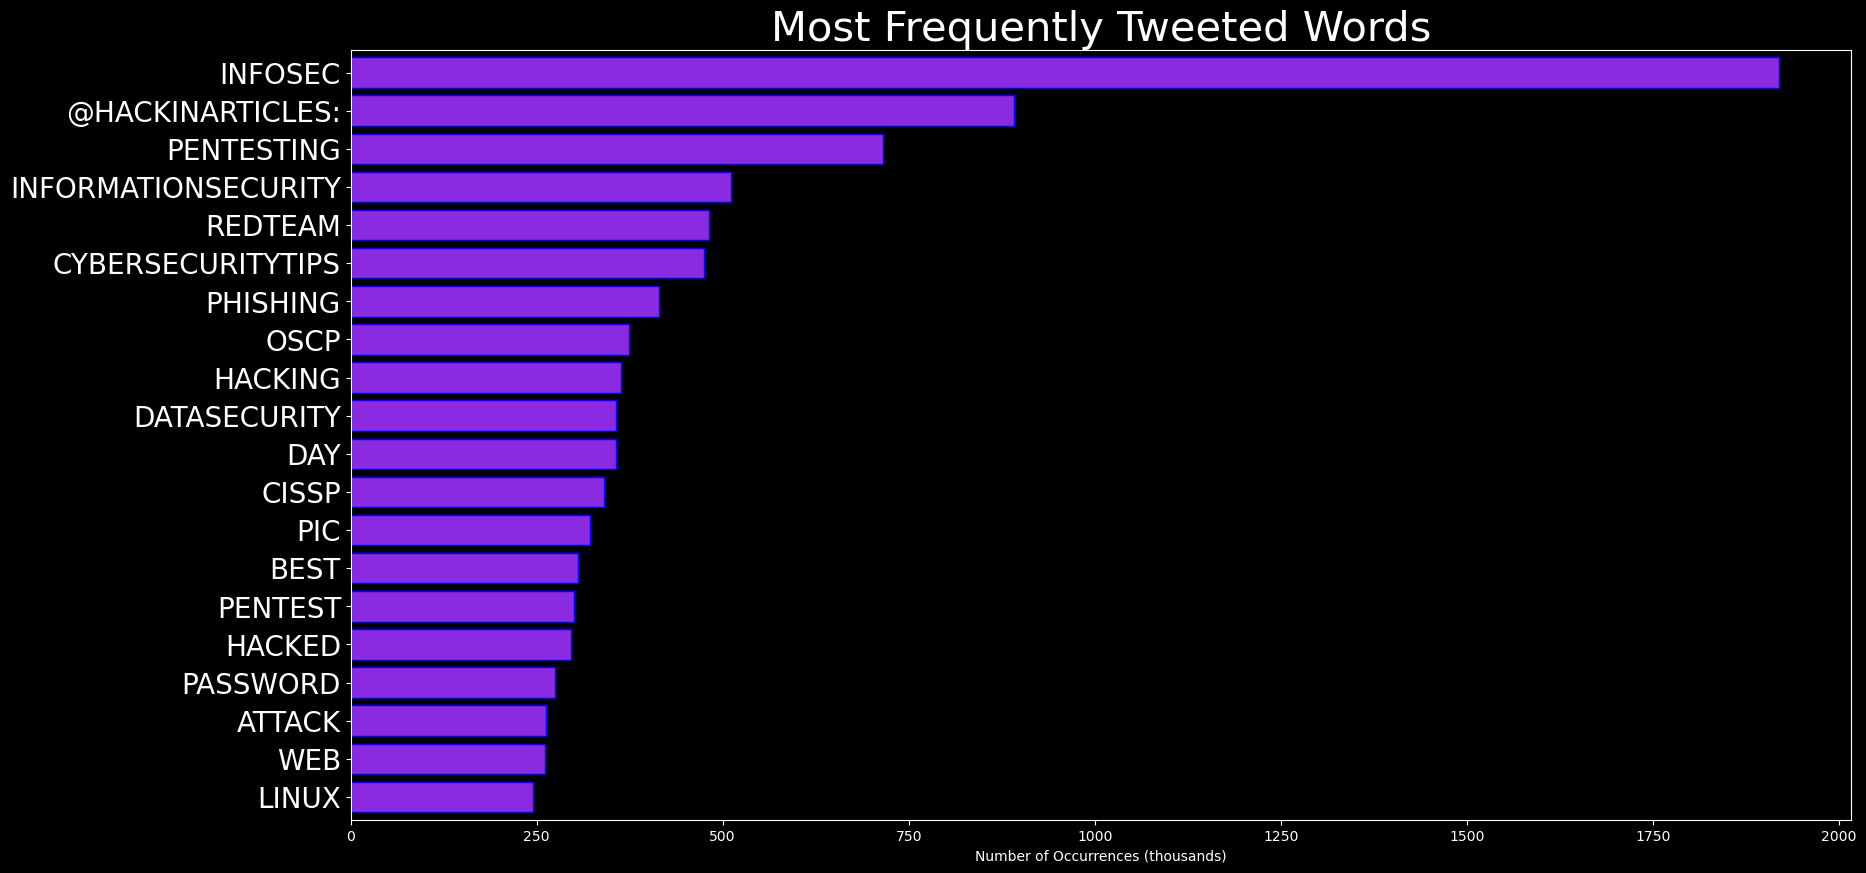 Most Frequently Tweeted Words
INFOSEC
@HACKINARTICLES:
PENTESTING
INFORMATIONSECURITY
REDTEAM
CYBERSECURITYTIPS
PHISHING
OSCP
HACKING
DATASECURITY
DAY
CISSP
PIC
BEST
PENTEST
HACKED
PASSWORD
ATTACK
WEB
LINUX
0 250 500 750 1000 1250 1500 1750 2000
Number of Occurrences (thousands)